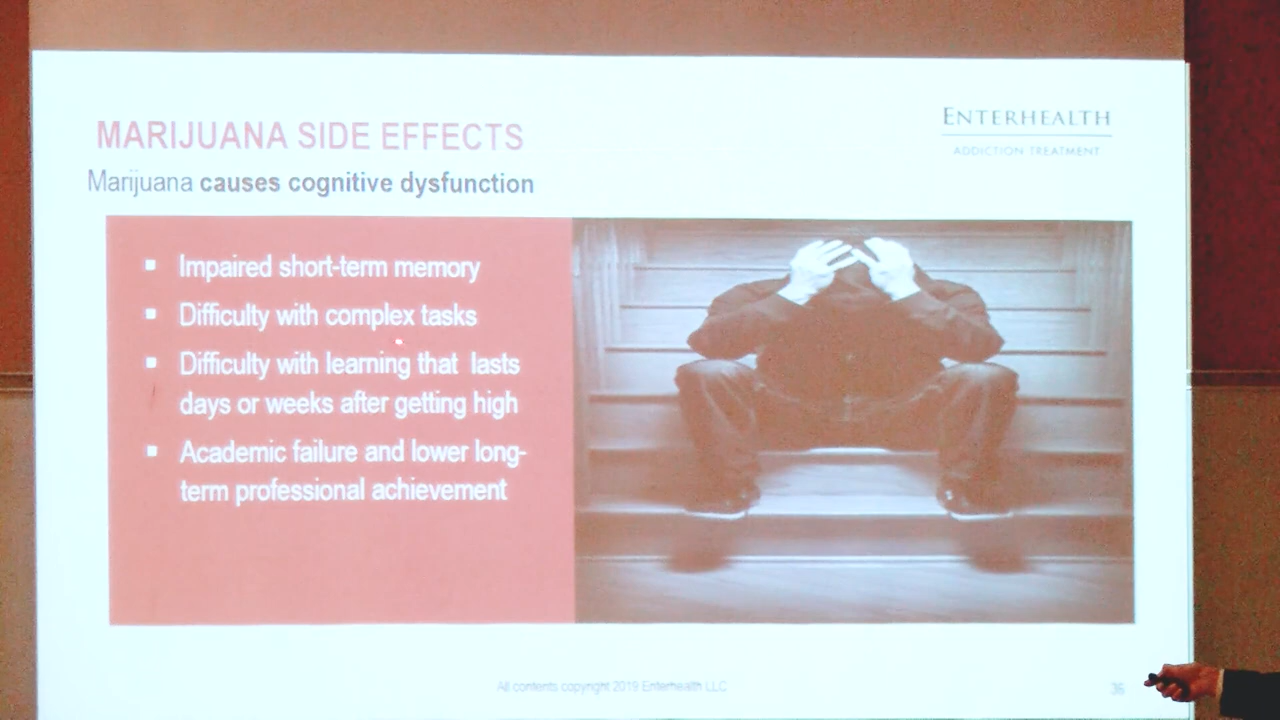 MARIJUANA SIDE EFFECTS
Marijuana causes cognitive dysfunction
ENTERHEALTH
ADDICTION TREATMENT
▪ Impaired short-term memory
▪ Difficulty with complex tasks
▪ Difficulty with learning that lasts
days or weeks after getting high
▪ Academic failure and lower long-
term professional achievement
All contents copyright 2019 Enterhealth LLC
36